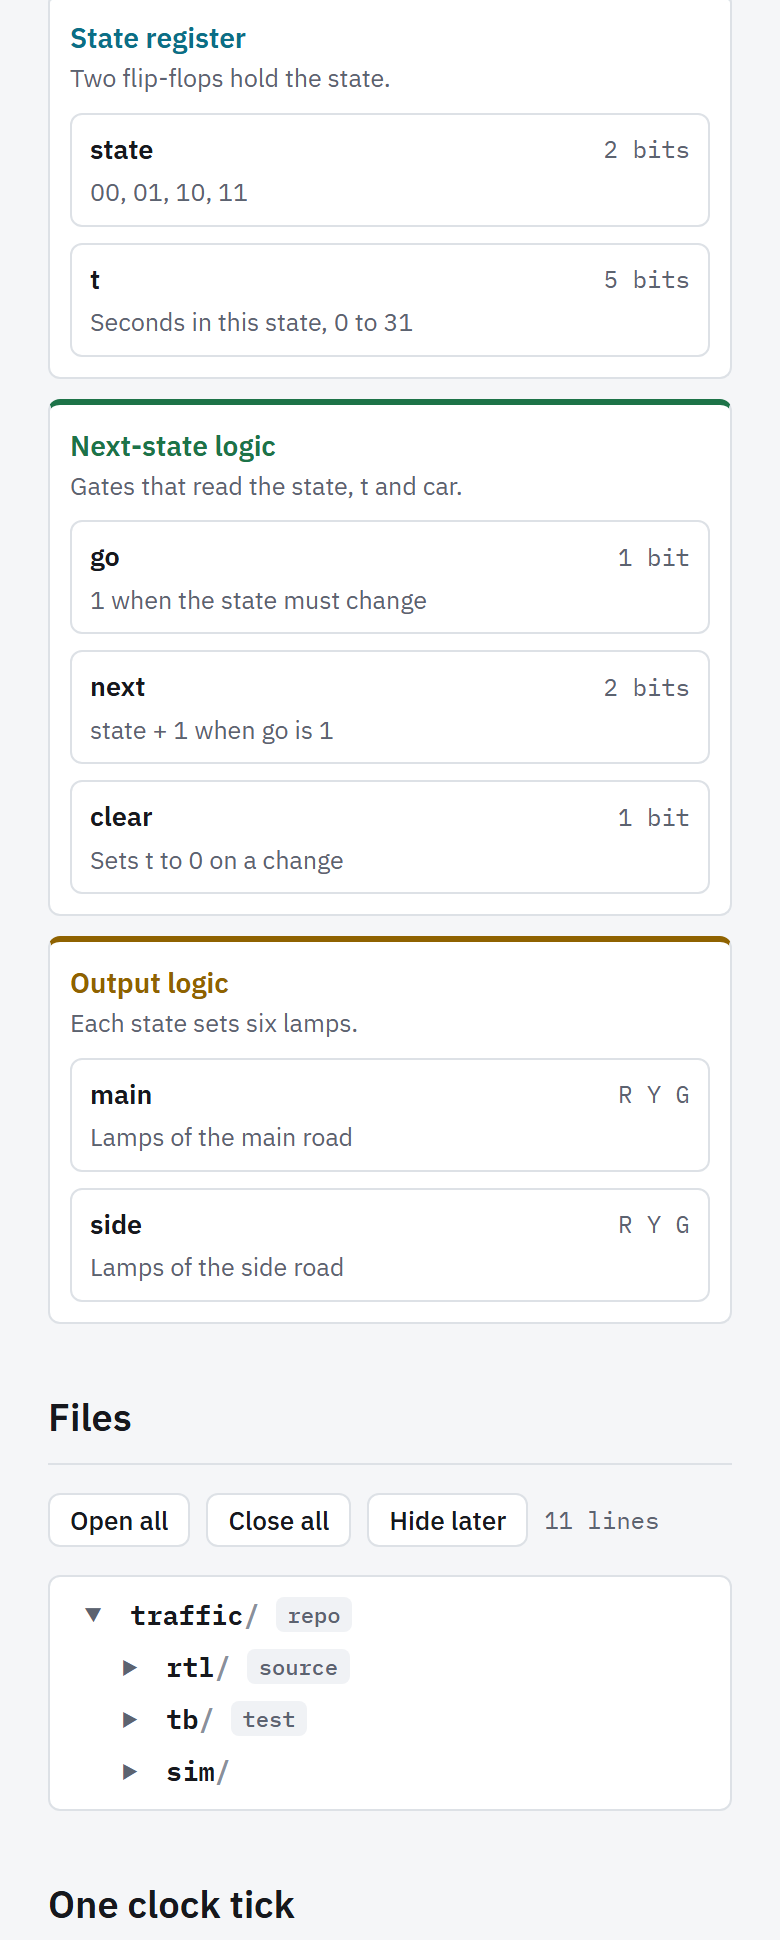 State register
Two flip-flops hold the state.
state 2 bits
00, 01, 10, 11
t 5 bits
Seconds in this state, 0 to 31
Next-state logic
Gates that read the state, t and car.
go 1 bit
1 when the state must change
next 2 bits
state + 1 when go is 1
clear 1 bit
Sets t to 0 on a change
Output logic
Each state sets six lamps.
main R Y G
Lamps of the main road
side R Y G
Lamps of the side road
Files
Open all Close all Hide later 11 lines
traffic/ repo
rtl/ source
tb/ test
sim/
One clock tick